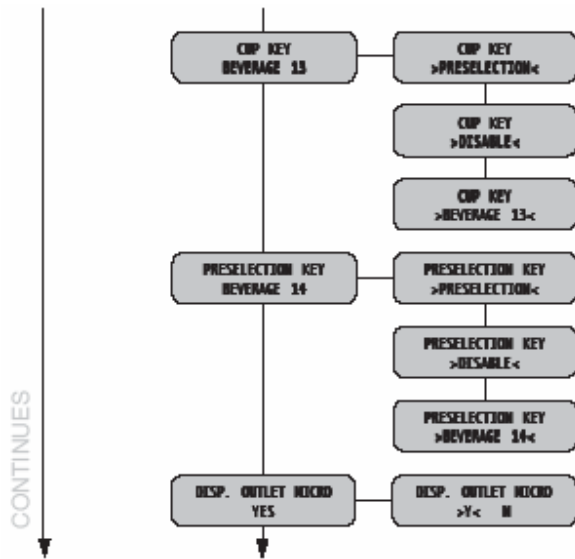 CUP KEY
BEVERAGE 13
CUP KEY
>PRESELECTION<
CUP KEY
>DISABLE<
CUP KEY
>BEVERAGE 13<
PRESELECTION KEY
BEVERAGE 14
PRESELECTION KEY
>PRESELECTION<
PRESELECTION KEY
>DISABLE<
PRESELECTION KEY
>BEVERAGE 14<
DISP. OUTLET MICRO
YES
DISP. OUTLET MICRO
>Y< N
CONTINUES